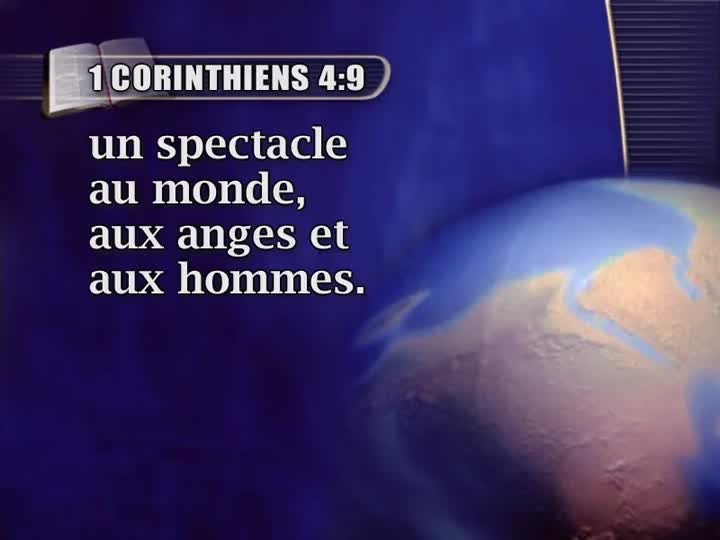 1 CORINTHIENS 4:9
un spectacle
au monde,
aux anges et
aux hommes.